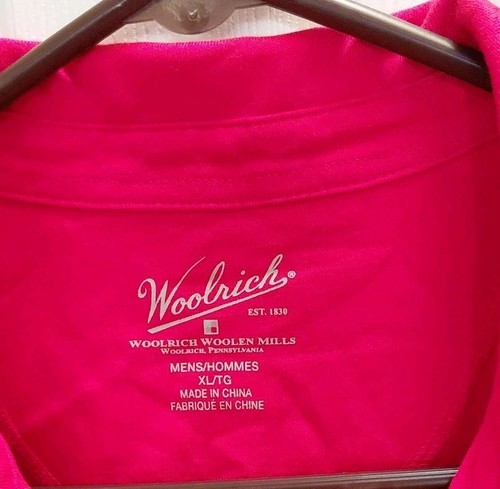 Woolrich®
EST. 1830
WOOLRICH WOOLEN MILLS
WOOLRICH, PENNSYLVANIA
MENS/HOMMES
XL/TG
MADE IN CHINA
FABRIQUÉ EN CHINE